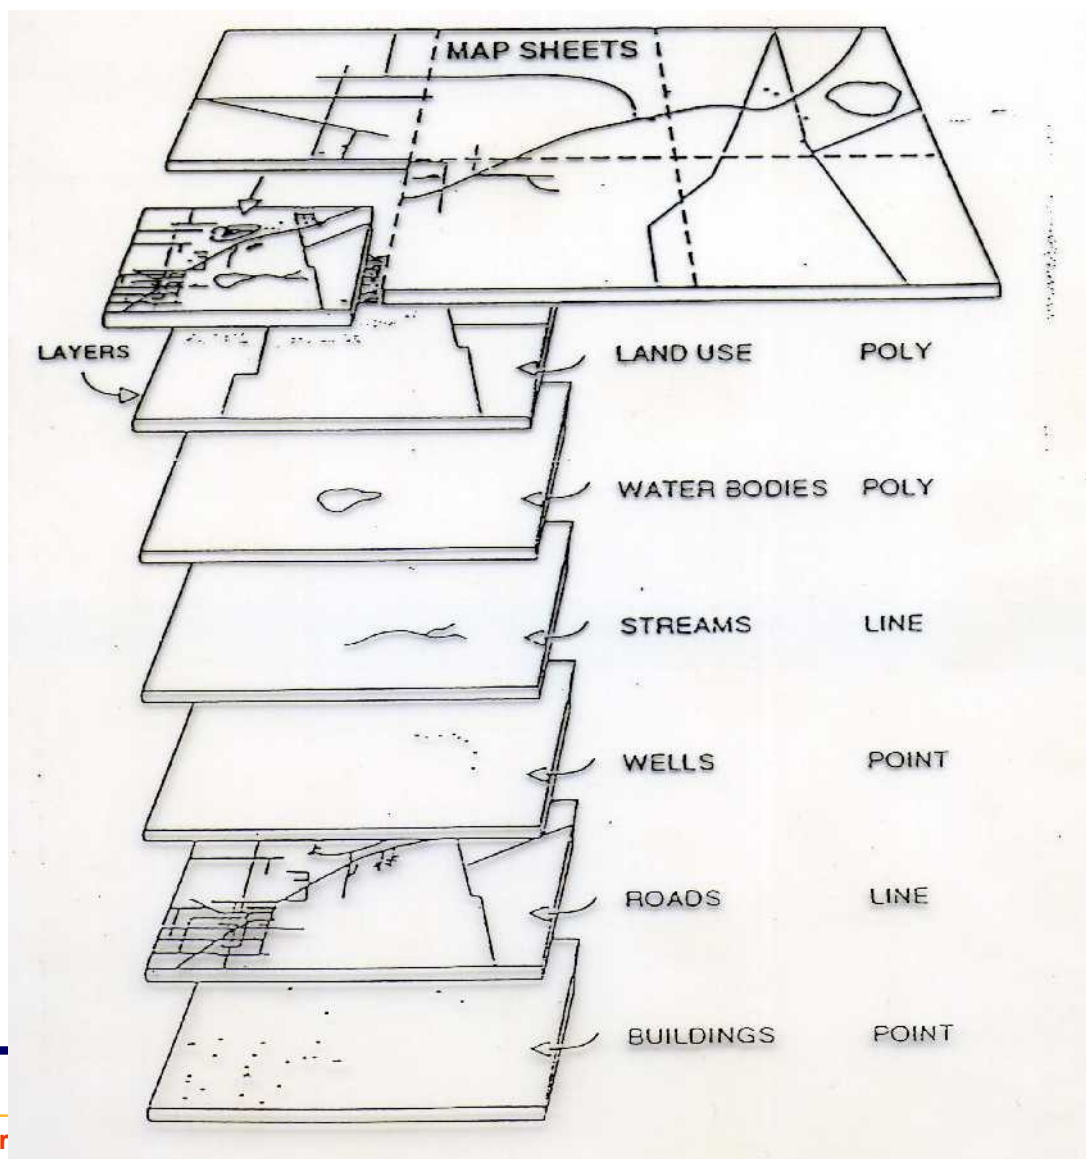 MAP SHEETS
LAYERS
LAND USE POLY
WATER BODIES POLY
STREAMS LINE
WELLS POINT
ROADS LINE
BUILDINGS POINT
r